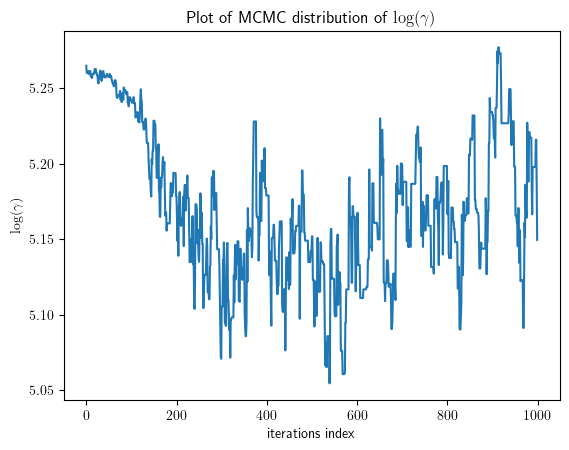 Plot of MCMC distribution of log(γ)
log(γ)
5.25
5.20
5.15
5.10
5.05
0 200 400 600 800 1000
iterations index